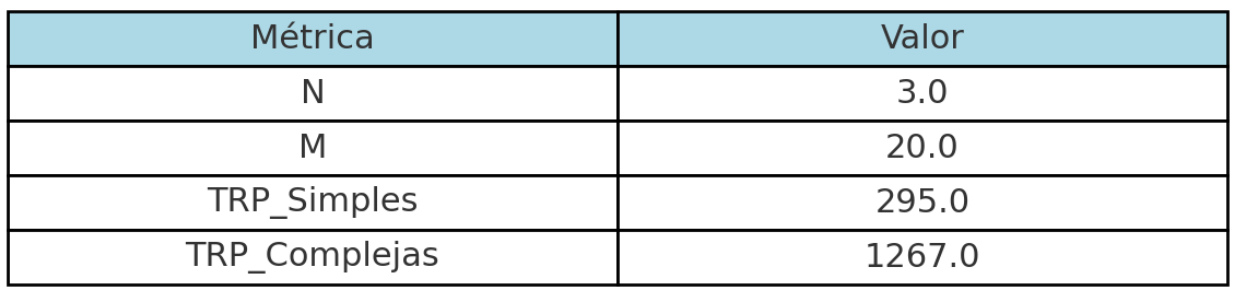 Métrica Valor
N 3.0
M 20.0
TRP_Simples 295.0
TRP_Complejas 1267.0